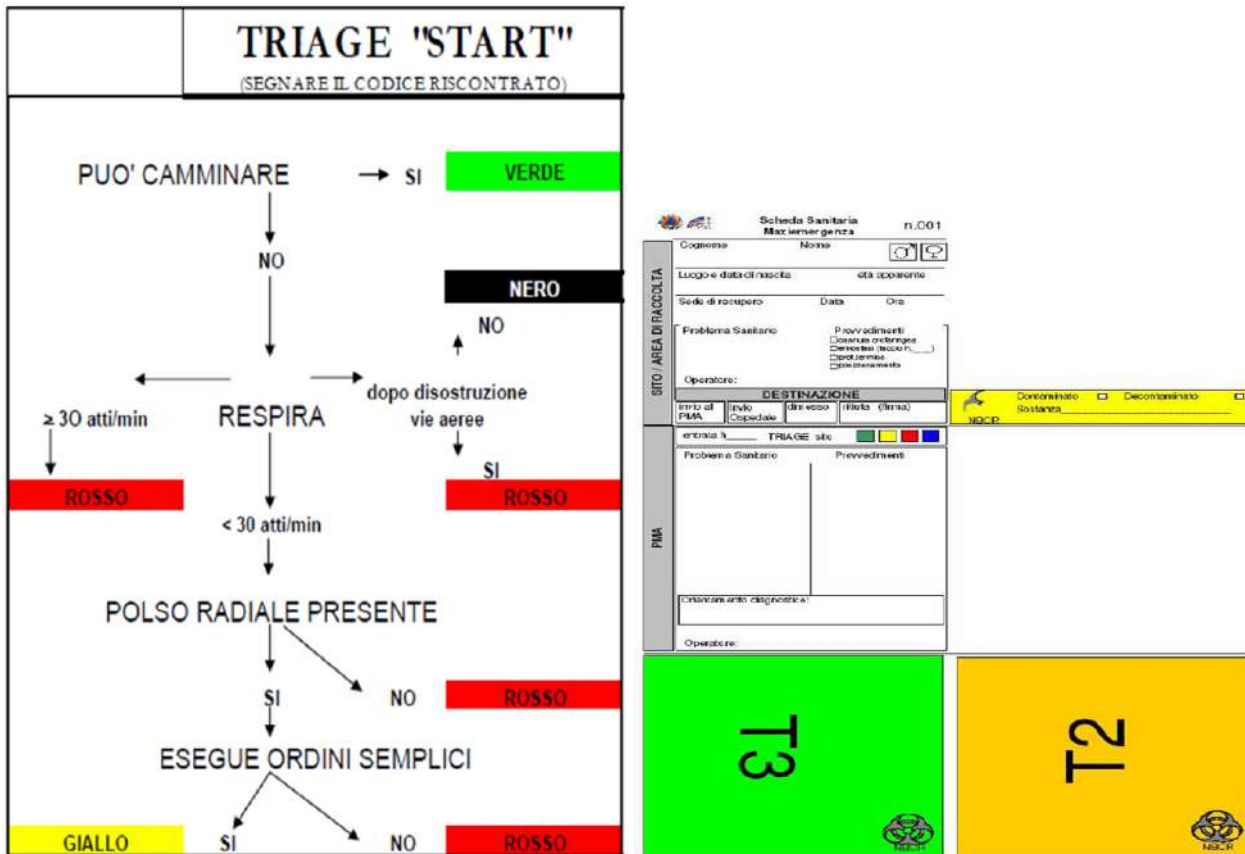 TRIAGE "START"
(SEGNARE IL CODICE RISCONTRATO)
PUO' CAMMINARE
SI
VERDE
NO
NERO
NO
dopo disostruzione
vie aeree
≥ 30 atti/min
RESPIRA
SI
ROSSO
ROSSO
< 30 atti/min
POLSO RADIALE PRESENTE
SI
NO
ROSSO
ESEGUE ORDINI SEMPLICI
GIALLO
SI
NO
ROSSO
Scheda Sanitaria
Maxiemergenza
n.001
SITO / AREA DI RACCOLTA
Cognome
Nome
Luogo e data di nascita
età apparente
Sede di recupero
Data
Ora
Problema Sanitario
Provvedimenti
Operatore:
DESTINAZIONE
invio al PMA
invio Ospedale
dimesso
rifiuta (firma)
Contaminato
Decontaminato
Sostanza
NBCR
PMA
entrata h
TRIAGE sito
Problema Sanitario
Provvedimenti
Orientamento diagnostico:
Operatore:
T3
NBCR
T2
NBCR